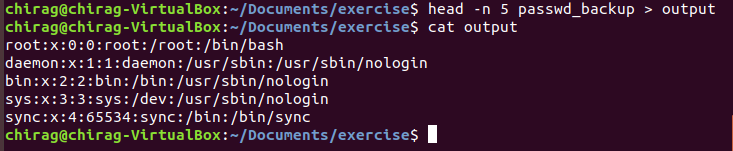 chirag@chirag-VirtualBox:~/Documents/exercise$ head -n 5 passwd_backup > output
chirag@chirag-VirtualBox:~/Documents/exercise$ cat output
root:x:0:0:root:/root:/bin/bash
daemon:x:1:1:daemon:/usr/sbin:/usr/sbin/nologin
bin:x:2:2:bin:/bin:/usr/sbin/nologin
sys:x:3:3:sys:/dev:/usr/sbin/nologin
sync:x:4:65534:sync:/bin:/bin/sync
chirag@chirag-VirtualBox:~/Documents/exercise$